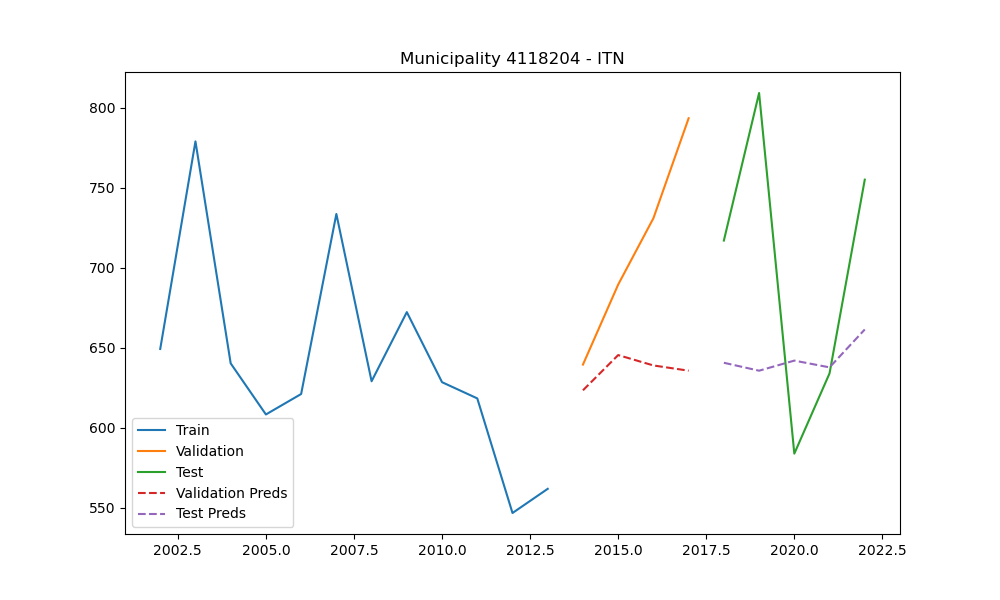 Municipality 4118204 - ITN
800
750
700
650
600
550
Train
Validation
Test
Validation Preds
Test Preds
2002.5 2005.0 2007.5 2010.0 2012.5 2015.0 2017.5 2020.0 2022.5